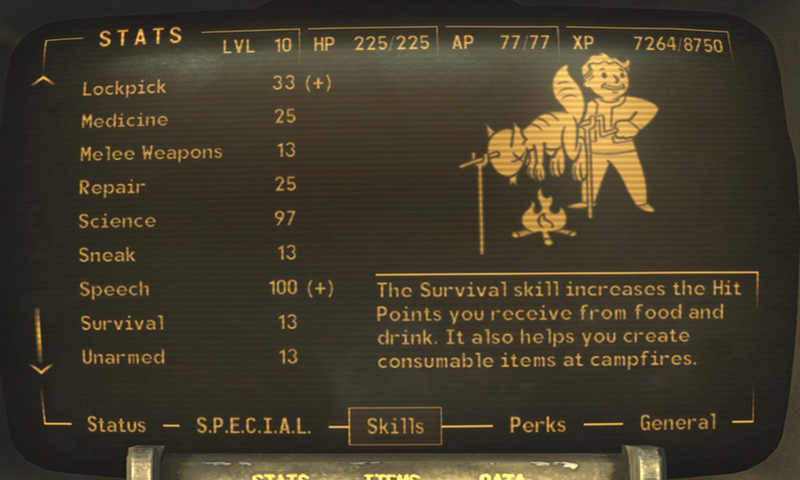 STATS LVL 10 HP 225/225 AP 77/77 XP 7264/8750
Lockpick 33 (+)
Medicine 25
Melee Weapons 13
Repair 25
Science 97
Sneak 13
Speech 100 (+)
Survival 13
Unarmed 13
The Survival skill increases the Hit
Points you receive from food and
drink. It also helps you create
consumable items at campfires.
Status S.P.E.C.I.A.L. Skills Perks General
STATS ITEMS DATA